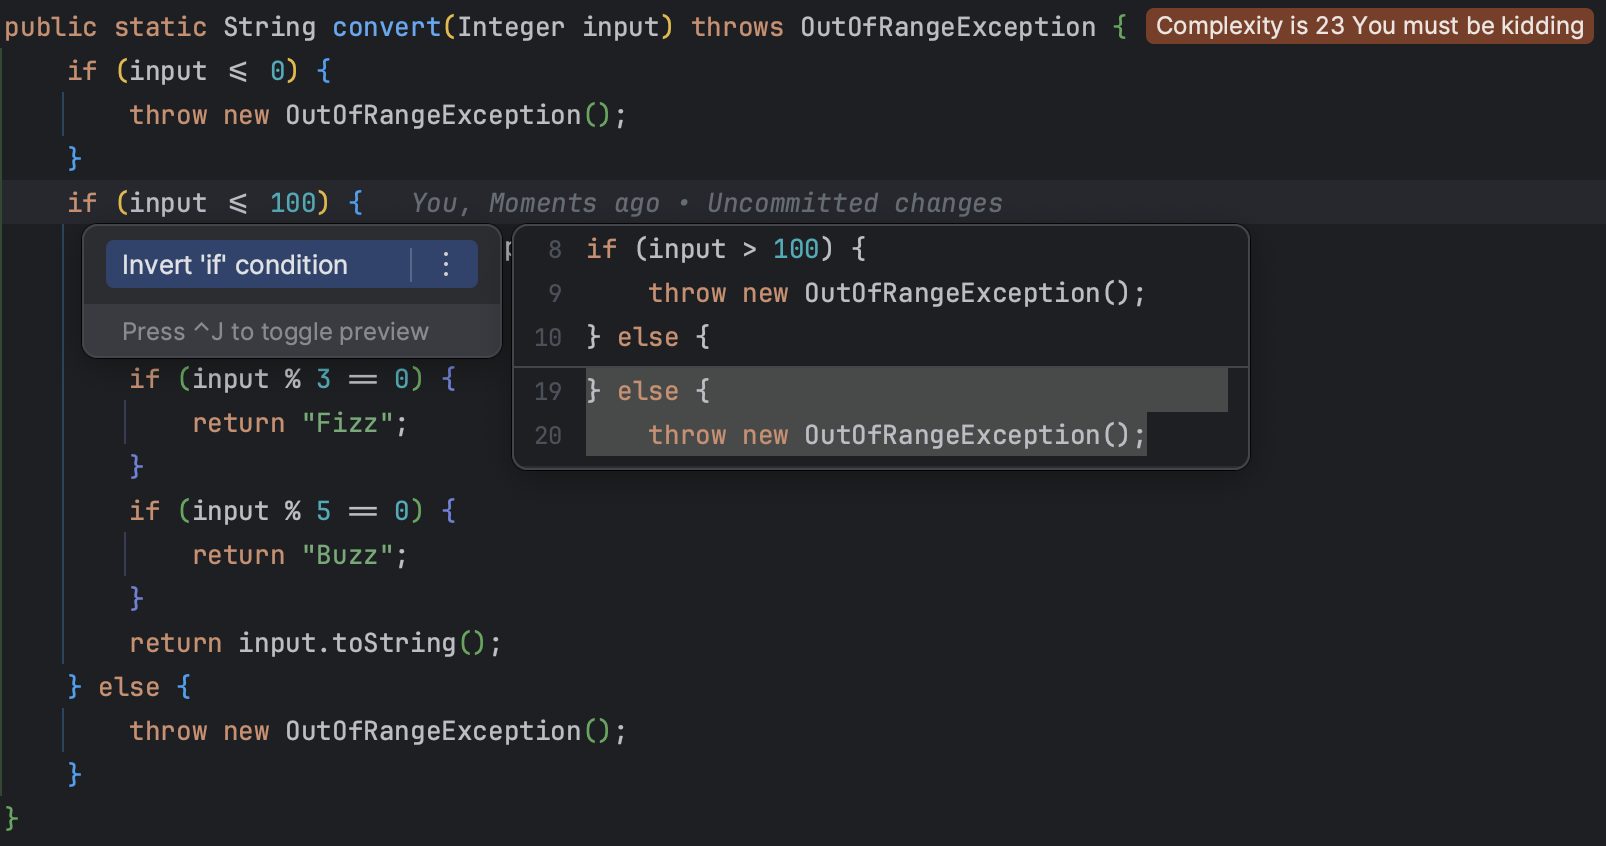 public static String convert(Integer input) throws OutOfRangeException { Complexity is 23 You must be kidding
if (input <= 0) {
throw new OutOfRangeException();
}
if (input <= 100) { You, Moments ago • Uncommitted changes
Invert 'if' condition
Press ^J to toggle preview
8 if (input > 100) {
9 throw new OutOfRangeException();
10 } else {
19 } else {
20 throw new OutOfRangeException();
if (input % 3 == 0) {
return "Fizz";
}
if (input % 5 == 0) {
return "Buzz";
}
return input.toString();
} else {
throw new OutOfRangeException();
}
}